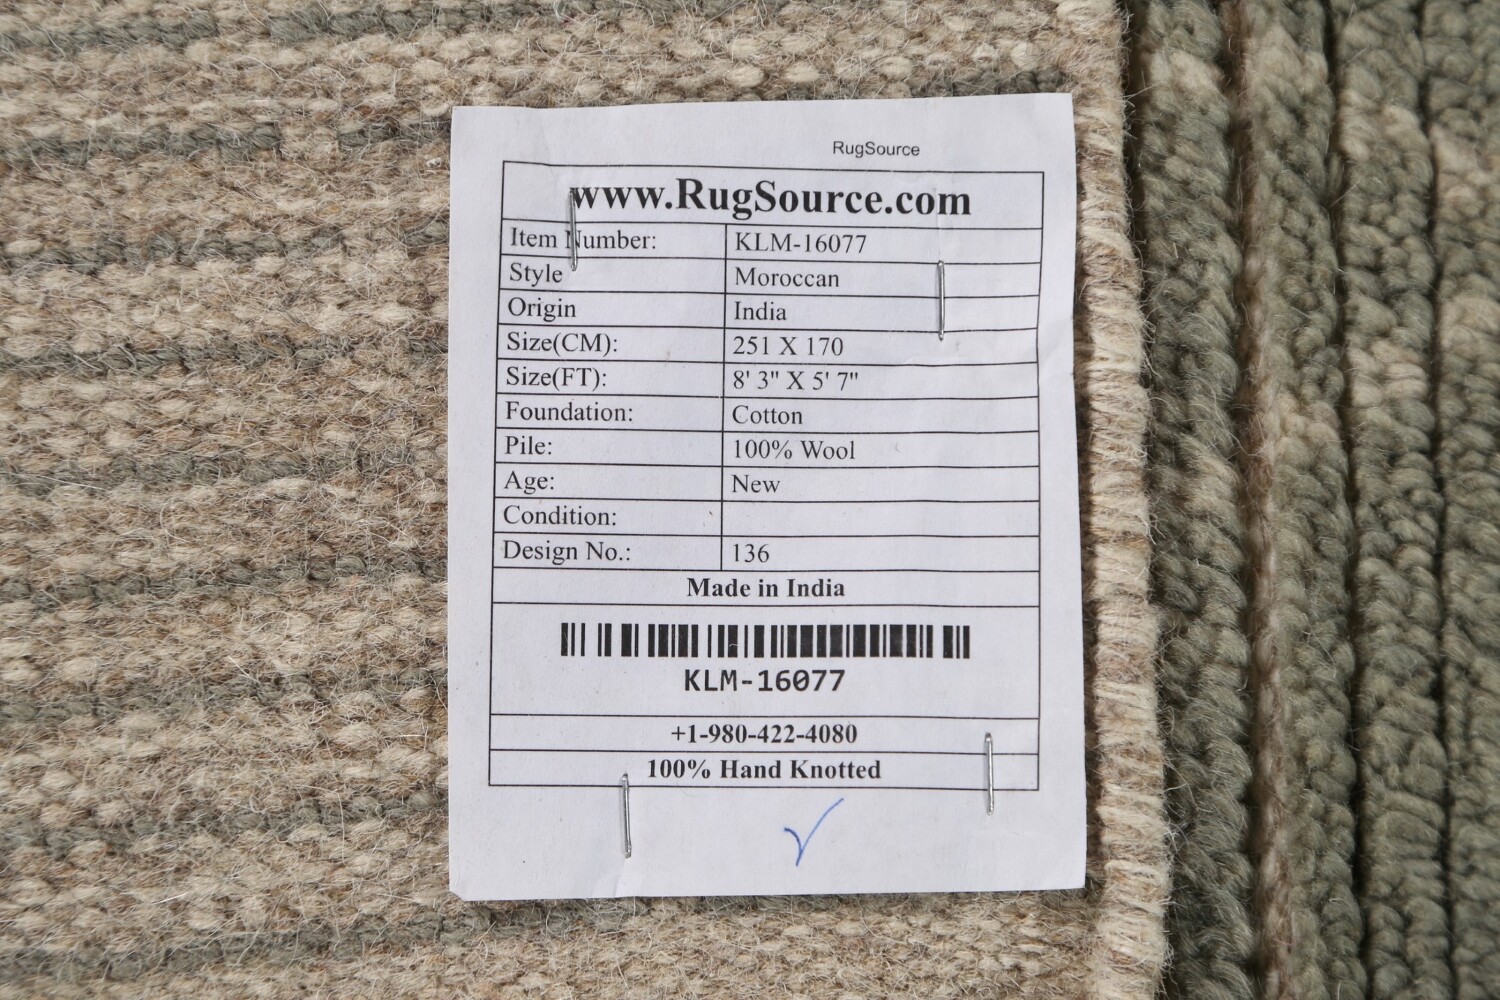 RugSource
www.RugSource.com
Item Number: KLM-16077
Style Moroccan
Origin India
Size(CM): 251 X 170
Size(FT): 8' 3" X 5' 7"
Foundation: Cotton
Pile: 100% Wool
Age: New
Condition:
Design No.: 136
Made in India
KLM-16077
+1-980-422-4080
100% Hand Knotted